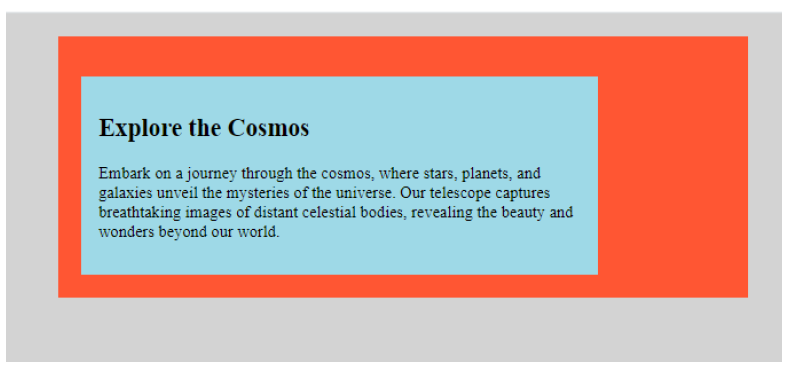 Explore the Cosmos
Embark on a journey through the cosmos, where stars, planets, and
galaxies unveil the mysteries of the universe. Our telescope captures
breathtaking images of distant celestial bodies, revealing the beauty and
wonders beyond our world.